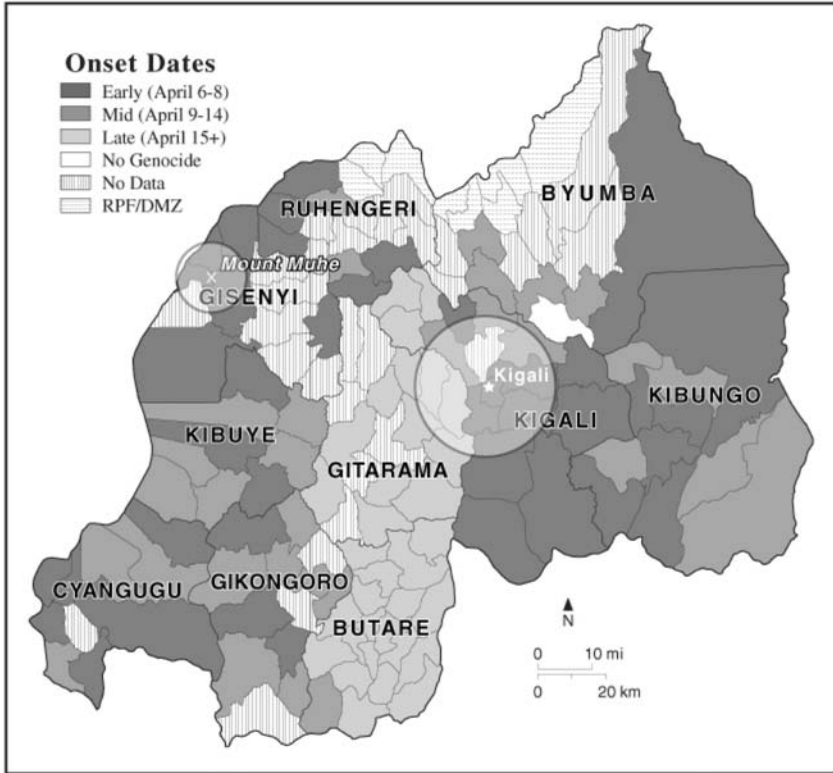 Onset Dates
Early (April 6-8)
Mid (April 9-14)
Late (April 15+)
No Genocide
No Data
RPF/DMZ
BYUMBA
RUHENGERI
Mount Muhe
GISENYI
Kigali
KIBUNGO
KIGALI
KIBUYE
GITARAMA
CYANGUGU
GIKONGORO
BUTARE
N
0 10 mi
0 20 km